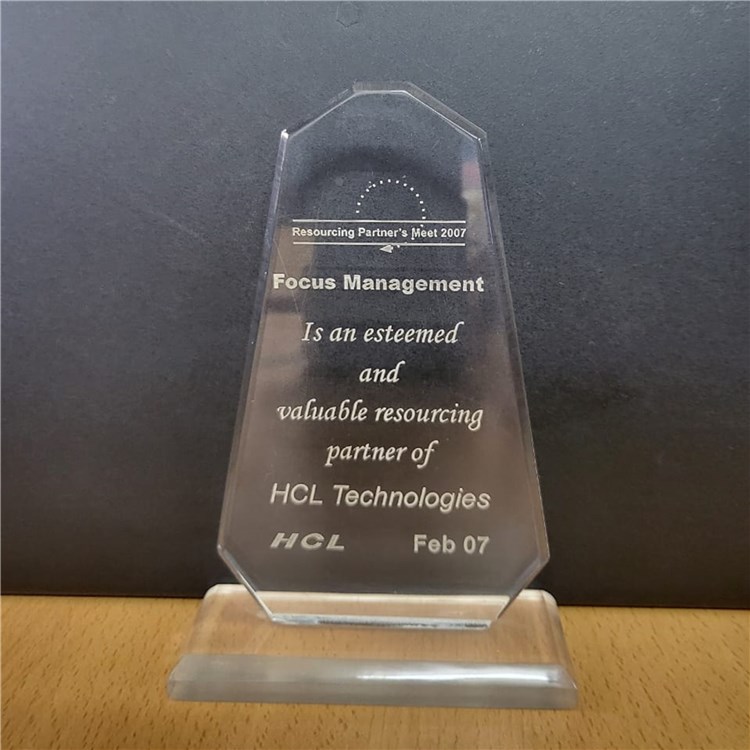 Resourcing Partner's Meet 2007
Focus Management
Is an esteemed
and
valuable resourcing
partner of
HCL Technologies
HCL Feb 07